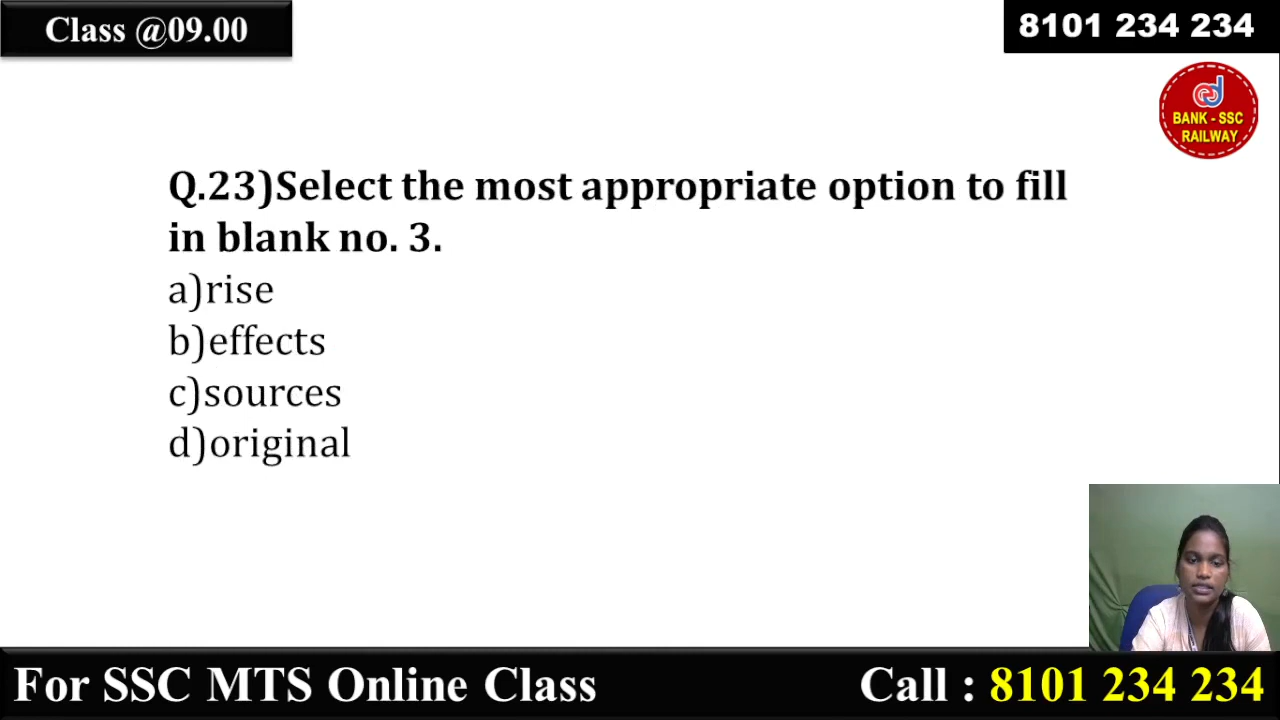 Class @09.00
8101 234 234
BANK - SSC
RAILWAY
Q.23)Select the most appropriate option to fill
in blank no. 3.
a)rise
b)effects
c)sources
d)original
For SSC MTS Online Class
Call : 8101 234 234